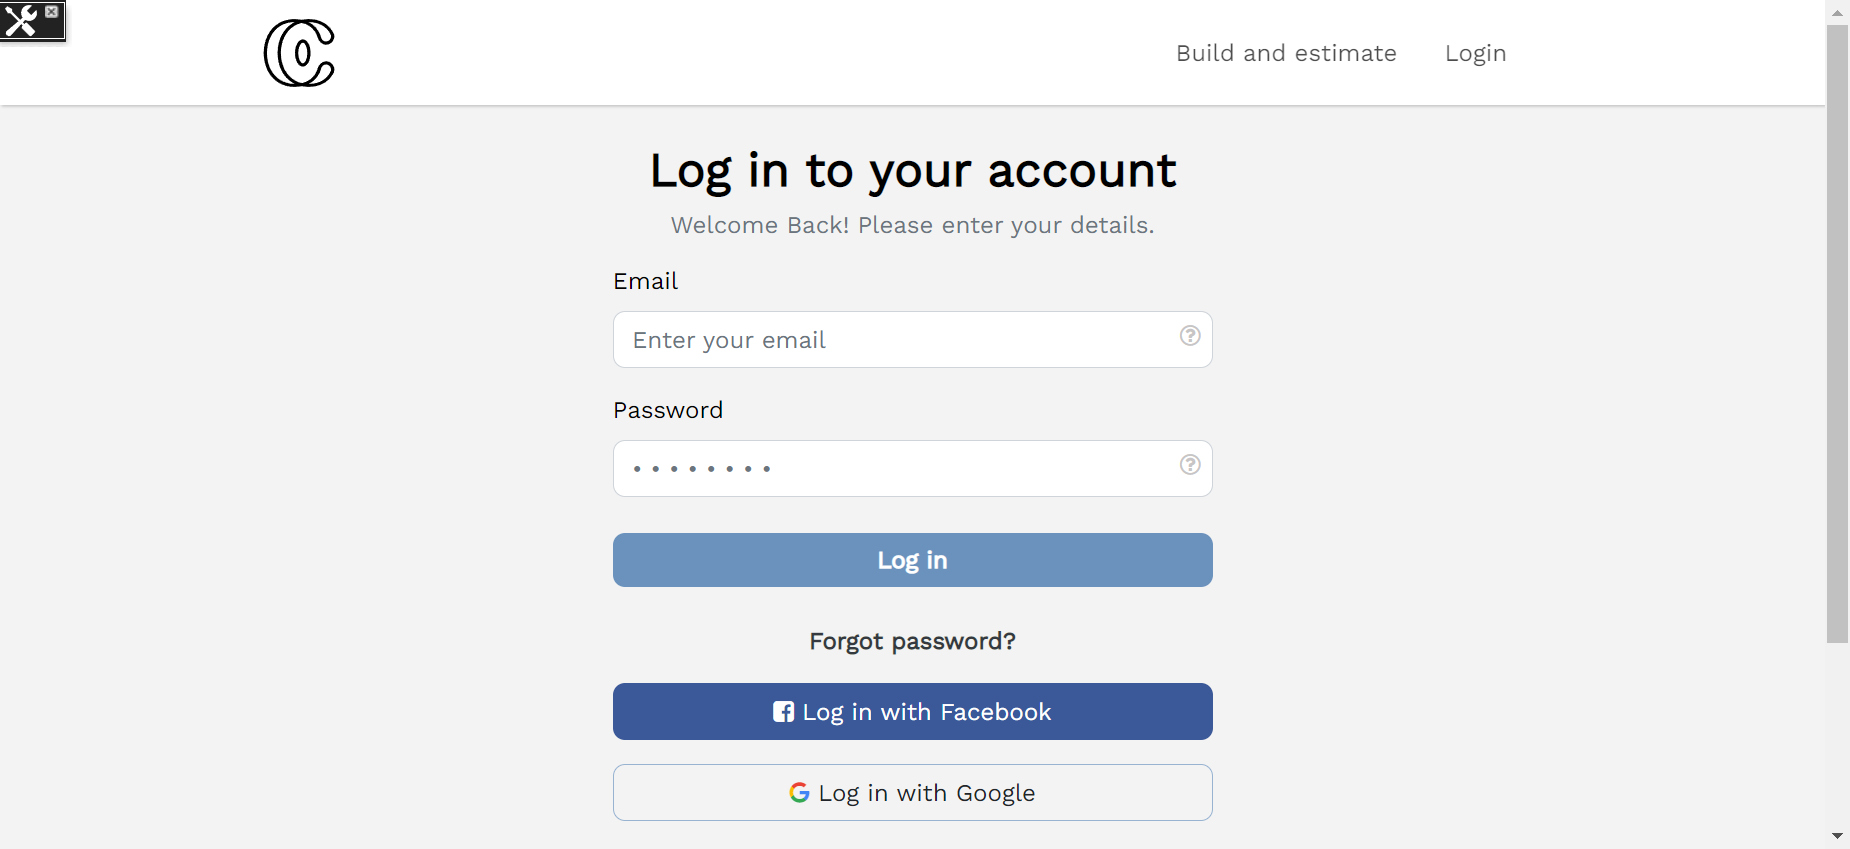 Build and estimate Login
Log in to your account
Welcome Back! Please enter your details.
Email
Enter your email
Password
• • • • • • • •
Log in
Forgot password?
Log in with Facebook
Log in with Google